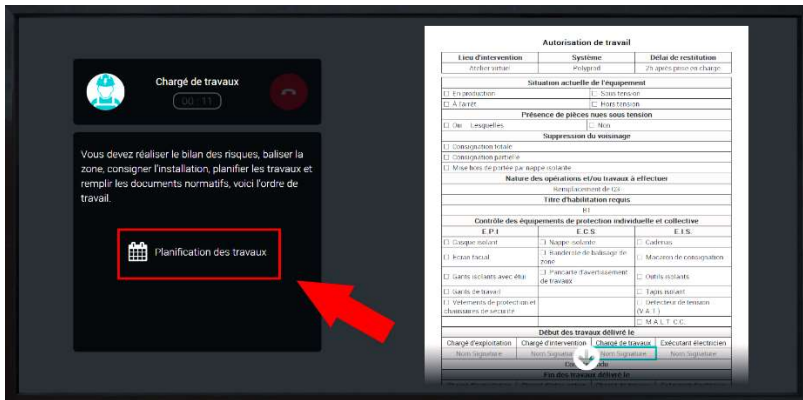 Chargé de travaux
00:11
Vous devez réaliser le bilan des risques, baliser la
zone, consigner l'installation, planifier les travaux et
remplir les documents normatifs, voici l'ordre de
travail.
Planification des travaux
Autorisation de travail
Lieu d'intervention Système Délai de restitution
Atelier virtuel Polyprod 2h après prise en charge
Situation actuelle de l'équipement
En production Sous tension
À l'arrêt Hors tension
Présence de pièces nues sous tension
Oui Lesquelles Non
Suppression du voisinage
Consignation totale
Consignation partielle
Mise hors de portée par nappe isolante
Nature des opérations et/ou travaux à effectuer
Remplacement de
Titre d'habilitation requis
Contrôle des équipements de protection individuelle et collective
E.P.I E.C.S E.I.S.
Casque isolant Nappe isolante Cadenas
Ecran facial Banderole de balisage de
zone Macaron de consignation
Gants isolants avec étui Pancarte d'avertissement
de travaux Outils isolants
Gants de travail Tapis isolant
Vêtements de protection et
chaussures de sécurité Détecteur de tension
(V.A.T.)
M.A.L.T. C.C.
Début des travaux délivré le
Chargé d'exploitation Chargé d'intervention Chargé de travaux Exécutant électricien
Nom Signature Nom Signature Nom Signature Nom Signature
Fin des travaux délivré le